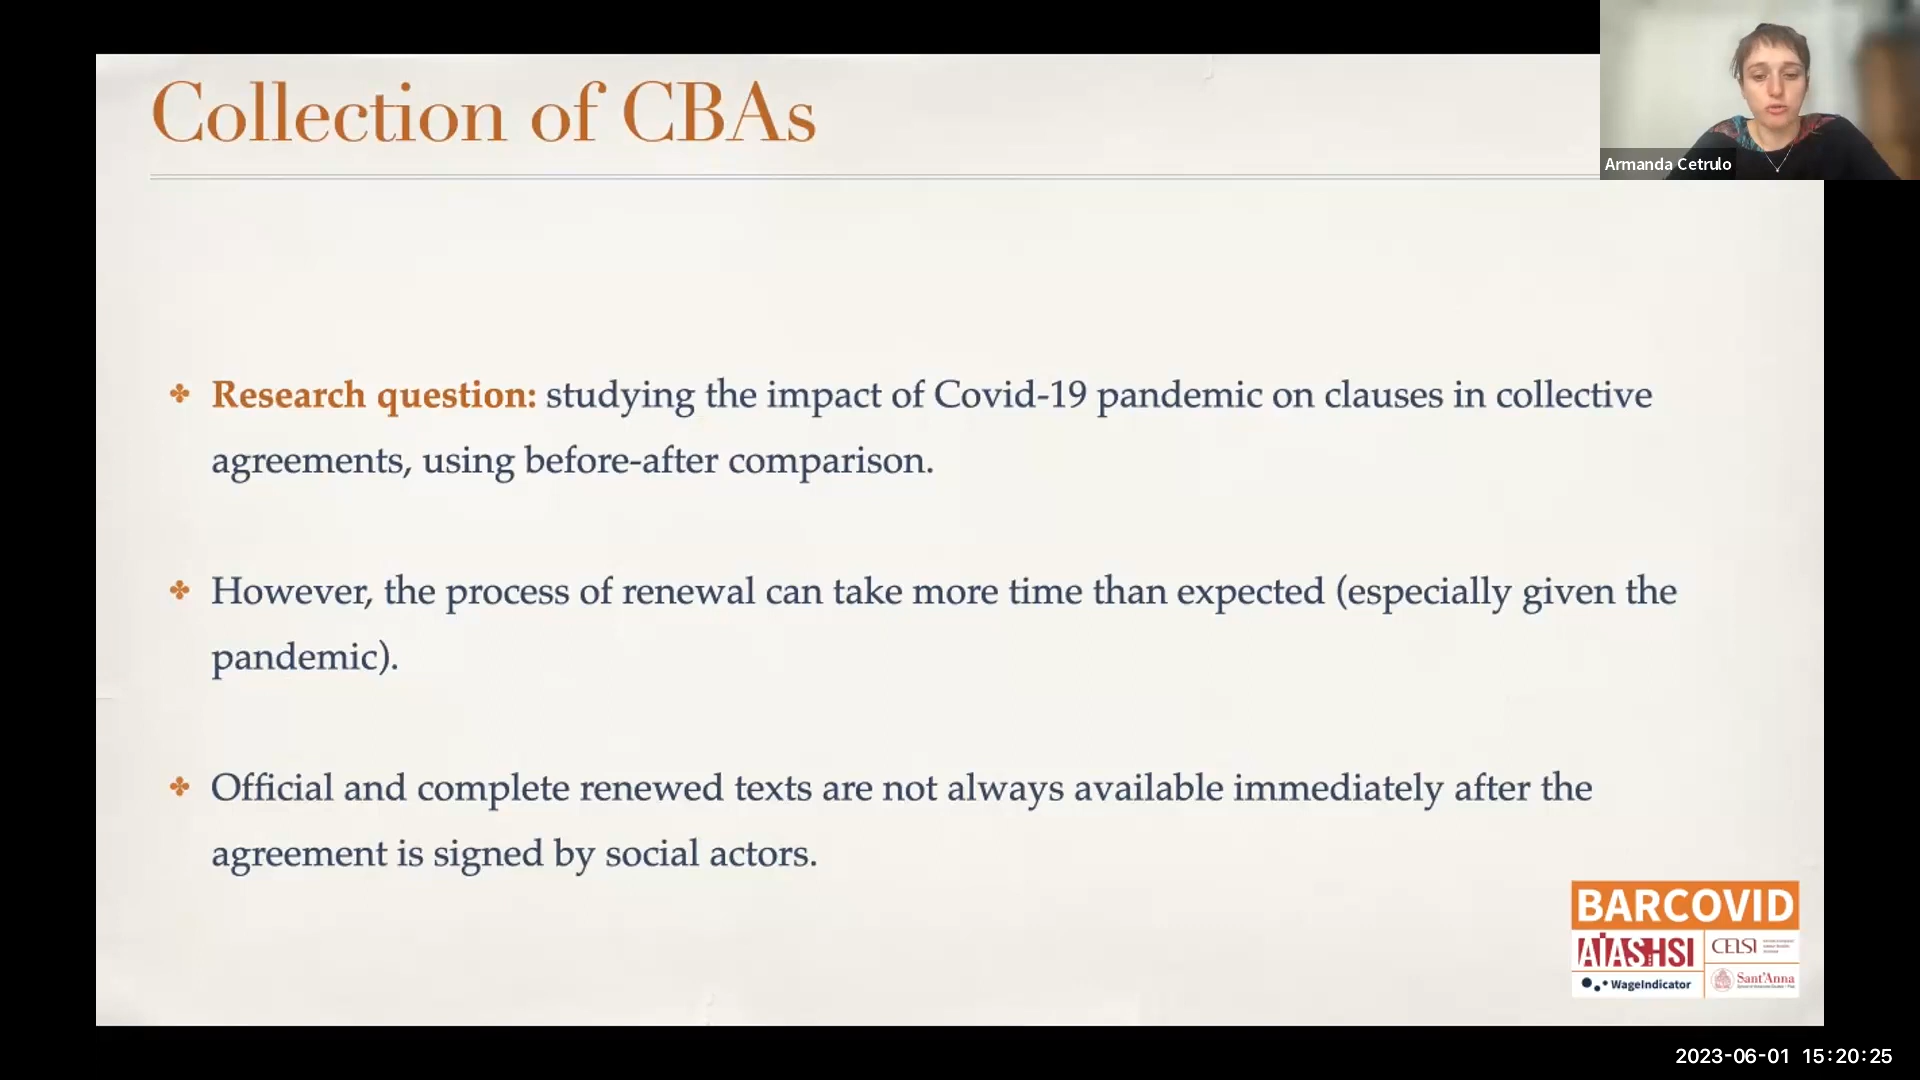 Collection of CBAs
Armanda Cetrulo
Research question: studying the impact of Covid-19 pandemic on clauses in collective
agreements, using before-after comparison.
However, the process of renewal can take more time than expected (especially given the
pandemic).
Official and complete renewed texts are not always available immediately after the
agreement is signed by social actors.
BARCOVID
AIAS-HSI
CELSI
WageIndicator
Sant'Anna
2023-06-01 15:20:25